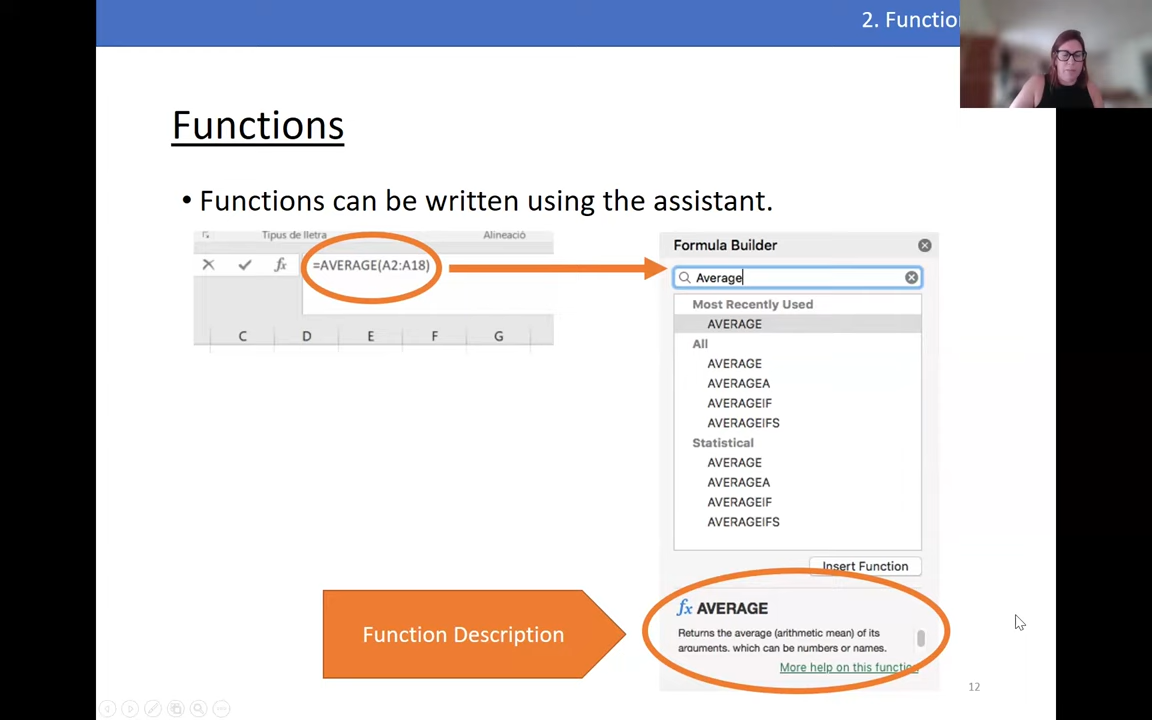 2. Functio
Functions
• Functions can be written using the assistant.
Tipus de lletra
Alineació
fx
=AVERAGE(A2:A18)
C D E F G
Formula Builder
Average
Most Recently Used
AVERAGE
All
AVERAGE
AVERAGEA
AVERAGEIF
AVERAGEIFS
Statistical
AVERAGE
AVERAGEA
AVERAGEIF
AVERAGEIFS
Insert Function
Function Description
fx AVERAGE
Returns the average (arithmetic mean) of its
arguments, which can be numbers or names,
More help on this function
12